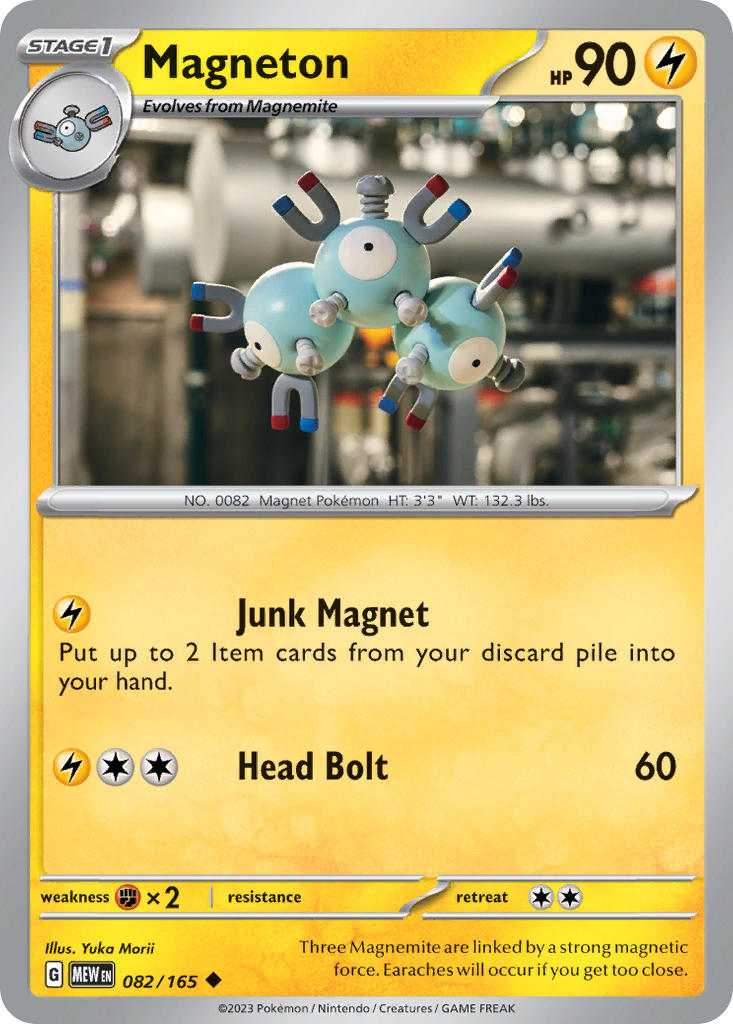 STAGE1
Magneton
HP 90
Evolves from Magnemite
NO. 0082 Magnet Pokémon HT: 3'3" WT: 132.3 lbs.
Junk Magnet
Put up to 2 Item cards from your discard pile into
your hand.
Head Bolt 60
weakness ×2 resistance retreat
Illus. Yuka Morii
Three Magnemite are linked by a strong magnetic
force. Earaches will occur if you get too close.
G MEW EN 082/165
©2023 Pokémon / Nintendo / Creatures / GAME FREAK